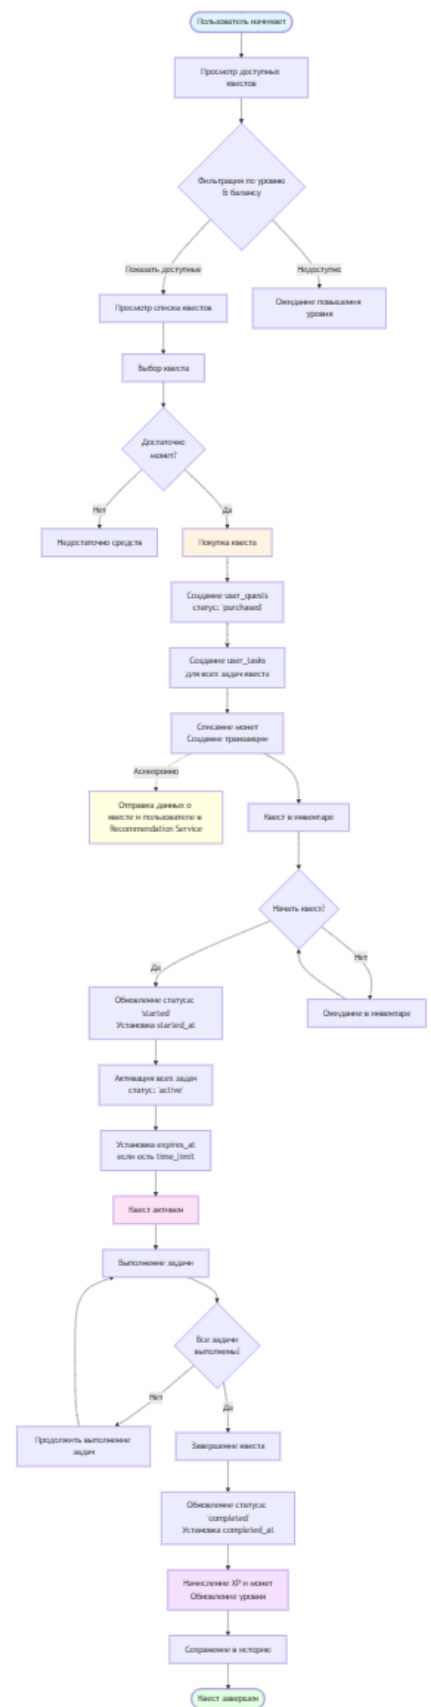 Пользователь начинает
Просмотр доступных
квестов
Фильтрация по уровню
& балансу
Показать доступные
Недоступно
Просмотр списка квестов
Ожидание повышения
уровня
Выбор квеста
Достаточно
монет?
Нет
Да
Недостаточно средств
Покупка квеста
Создание user_quests
статус: 'purchased'
Создание user_tasks
для всех задач квеста
Списание монет
Создание транзакции
Асинхронно
Отправка данных о
квесте и пользователе в
Recommendation Service
Квест в инвентаре
Начать квест?
Да
Нет
Обновление статуса:
'started'
Установка started_at
Ожидание в инвентаре
Активация всех задач
статус: 'active'
Установка expires_at
если есть time_limit
Квест активен
Выполнение задачи
Все задачи
выполнены?
Нет
Да
Продолжить выполнение
задач
Завершение квеста
Обновление статуса:
'completed'
Установка completed_at
Начисление XP и монет
Обновление уровня
Сохранение в историю
Квест завершен